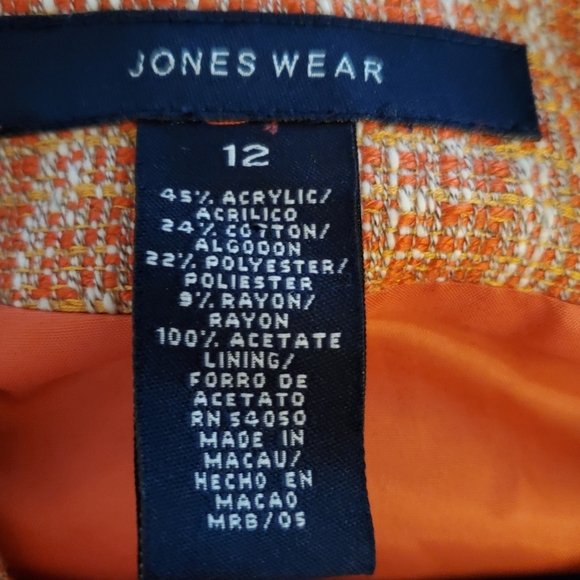 JONES WEAR
12
45% ACRYLIC/
ACRILICO
24% COTTON/
ALGODON
22% POLYESTER/
POLIESTER
9% RAYON/
RAYON
100% ACETATE
LINING/
FORRO DE
ACETATO
RN 54050
MADE IN
MACAU/
HECHO EN
MACAO
MRB/05